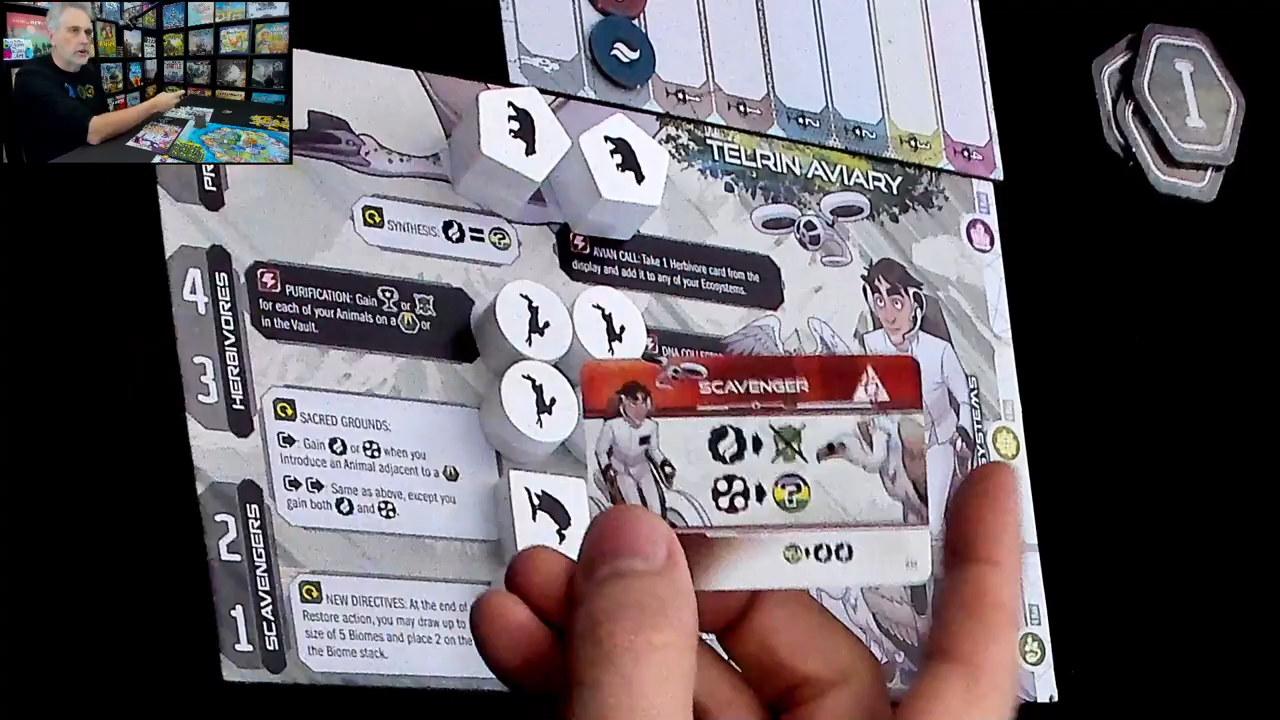 TELRIN AVIARY
SYNTHESIS:
AVIAN CALL: Take 1 Herbivore card from the
display and add it to any of your Ecosystems.
PURIFICATION: Gain or
for each of your Animals on a or
in the Vault.
4
3
HERBIVORES
SACRED GROUNDS:
: Gain or when you
Introduce an Animal adjacent to a
: Same as above, except you
gain both and .
2
1
SCAVENGERS
NEW DIRECTIVES: At the end of
Restore action, you may draw up to
size of 5 Biomes and place 2 on the
the Biome stack.
SCAVENGER
I